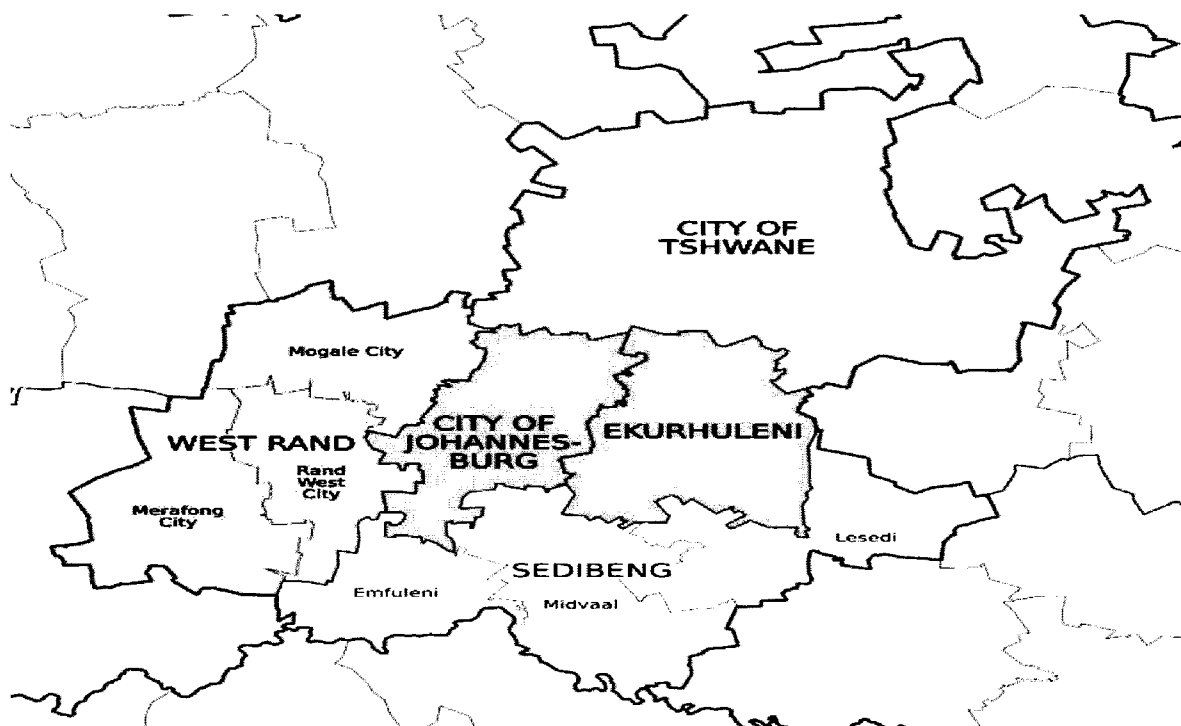 CITY OF
TSHWANE
Mogale City
CITY OF
JOHANNES-
BURG
EKURHULENI
WEST RAND
Rand
West
City
Merafong
City
Lesedi
SEDIBENG
Emfuleni
Midvaal